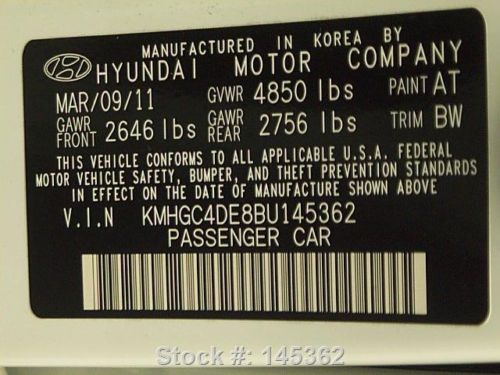 MANUFACTURED IN KOREA BY
HYUNDAI MOTOR COMPANY
MAR/09/11 GVWR 4850 lbs PAINT AT
GAWR FRONT 2646 lbs GAWR REAR 2756 lbs TRIM BW
THIS VEHICLE CONFORMS TO ALL APPLICABLE U.S.A. FEDERAL
MOTOR VEHICLE SAFETY, BUMPER, AND THEFT PREVENTION STANDARDS
IN EFFECT ON THE DATE OF MANUFACTURE SHOWN ABOVE
V.I.N KMHGC4DE8BU145362
PASSENGER CAR
Stock #: 145362